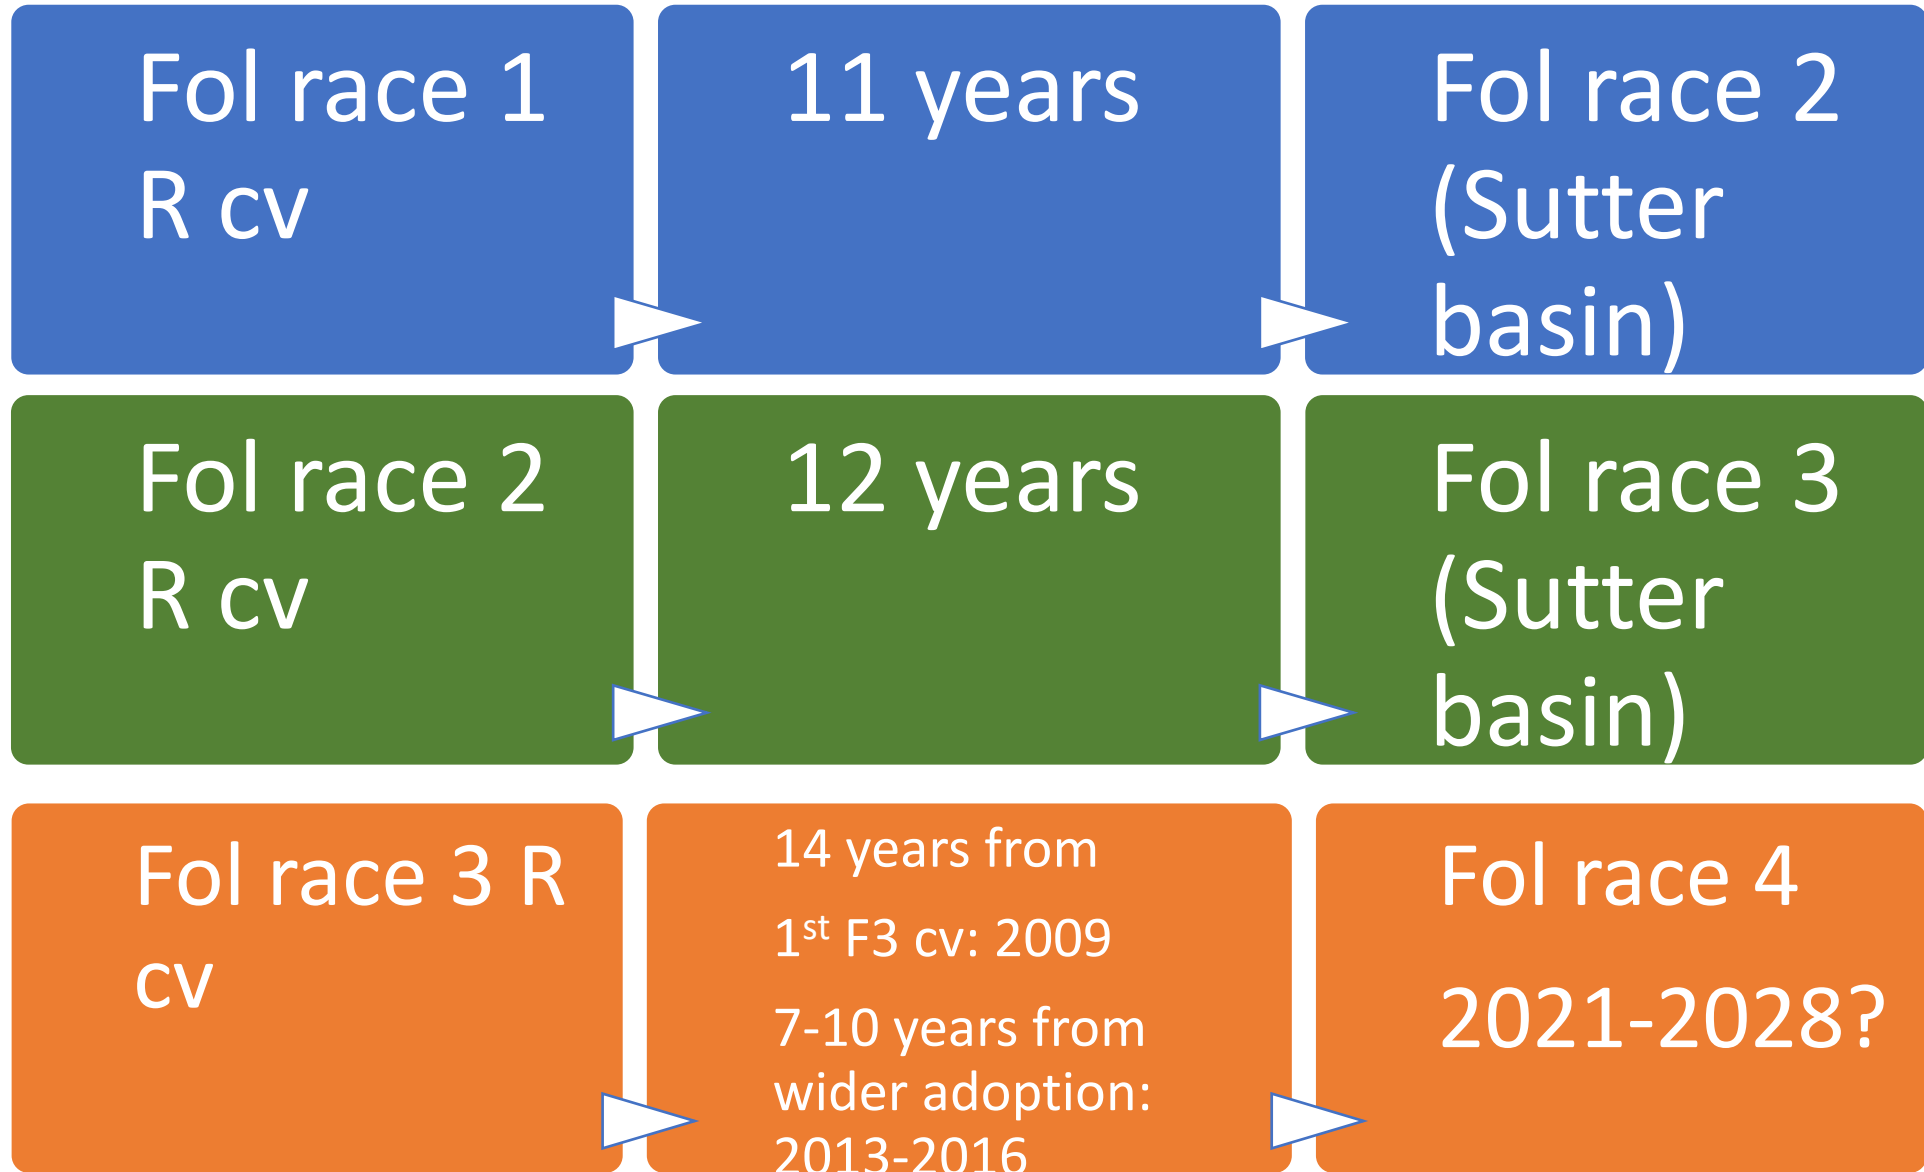 Fol race 1
R cv
11 years
Fol race 2
(Sutter
basin)
Fol race 2
R cv
12 years
Fol race 3
(Sutter
basin)
Fol race 3 R
cv
14 years from
1st F3 cv: 2009
7-10 years from
wider adoption:
2013-2016
Fol race 4
2021-2028?